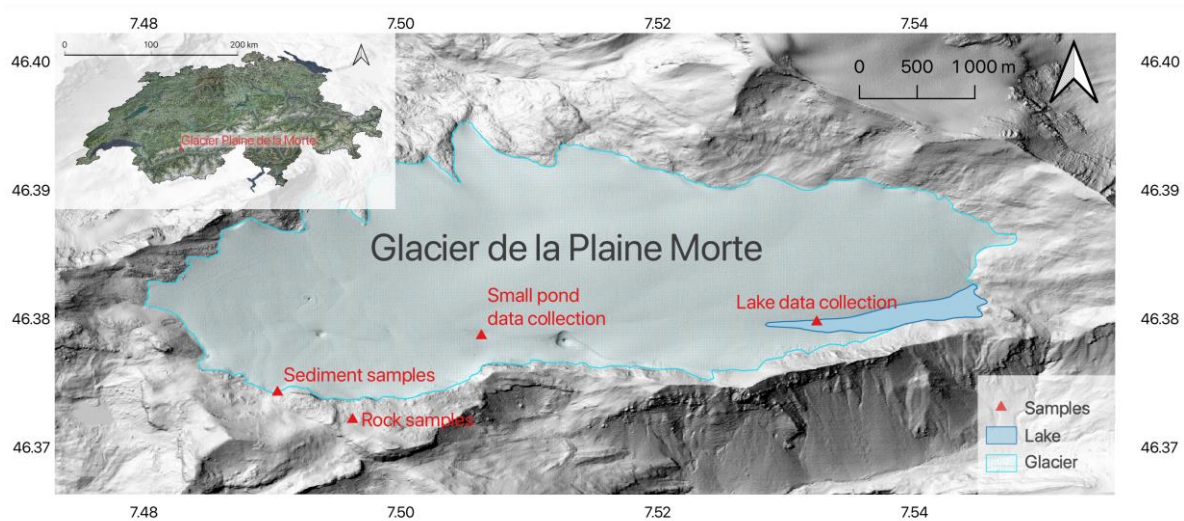 7.48 7.50 7.52 7.54
46.40 46.40
0 100 200 km
Glacier Plaine de la Morte
0 500 1 000 m
46.39 46.39
Glacier de la Plaine Morte
Small pond
data collection
Lake data collection
46.38 46.38
Sediment samples
Rock samples
Samples
Lake
Glacier
46.37 46.37
7.48 7.50 7.52 7.54